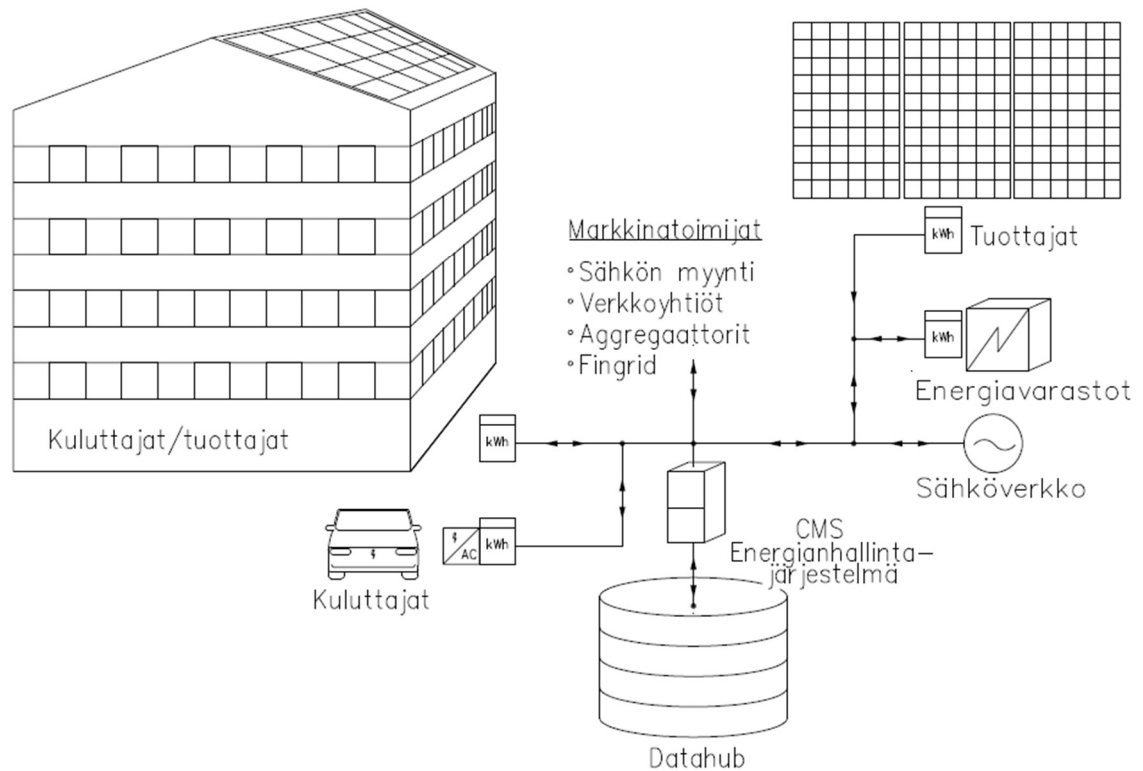 Markkinatoimijat
°Sähkön myynti
°Verkkoyhtiöt
°Aggregaattorit
°Fingrid
kWh
Tuottajat
kWh
Energiavarastot
Kuluttajat/tuottajat
kWh
Sähköverkko
AC
kWh
Kuluttajat
CMS
Energianhallinta-
järjestelmä
Datahub